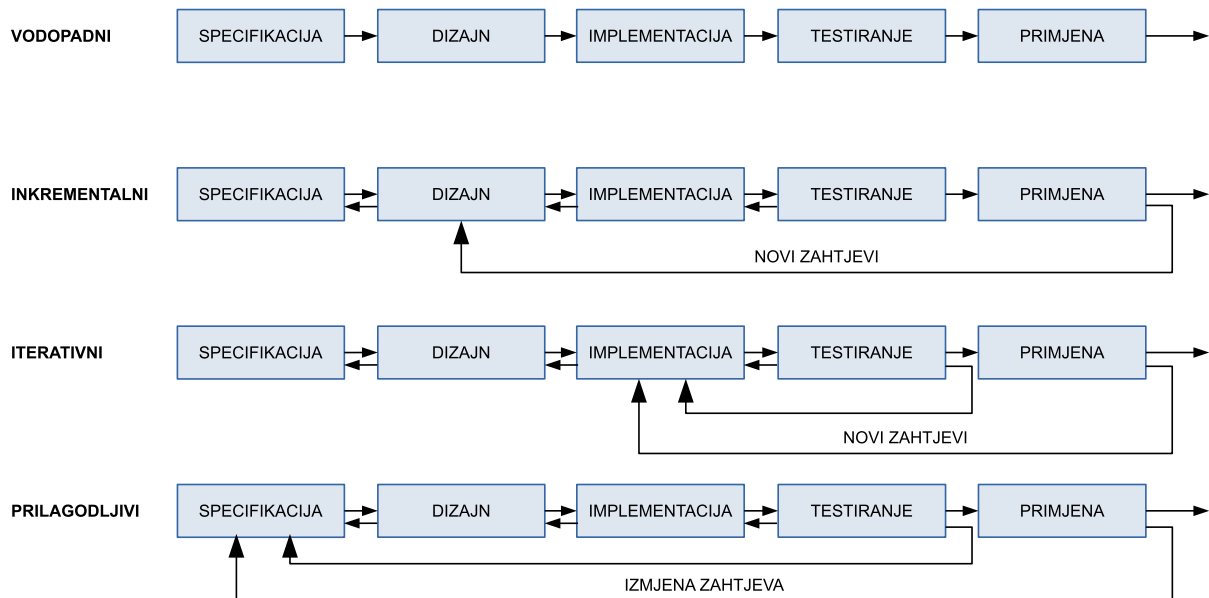 VODOPADNI
SPECIFIKACIJA
DIZAJN
IMPLEMENTACIJA
TESTIRANJE
PRIMJENA
INKREMENTALNI
SPECIFIKACIJA
DIZAJN
IMPLEMENTACIJA
TESTIRANJE
PRIMJENA
NOVI ZAHTJEVI
ITERATIVNI
SPECIFIKACIJA
DIZAJN
IMPLEMENTACIJA
TESTIRANJE
PRIMJENA
NOVI ZAHTJEVI
PRILAGODLJIVI
SPECIFIKACIJA
DIZAJN
IMPLEMENTACIJA
TESTIRANJE
PRIMJENA
IZMJENA ZAHTJEVA